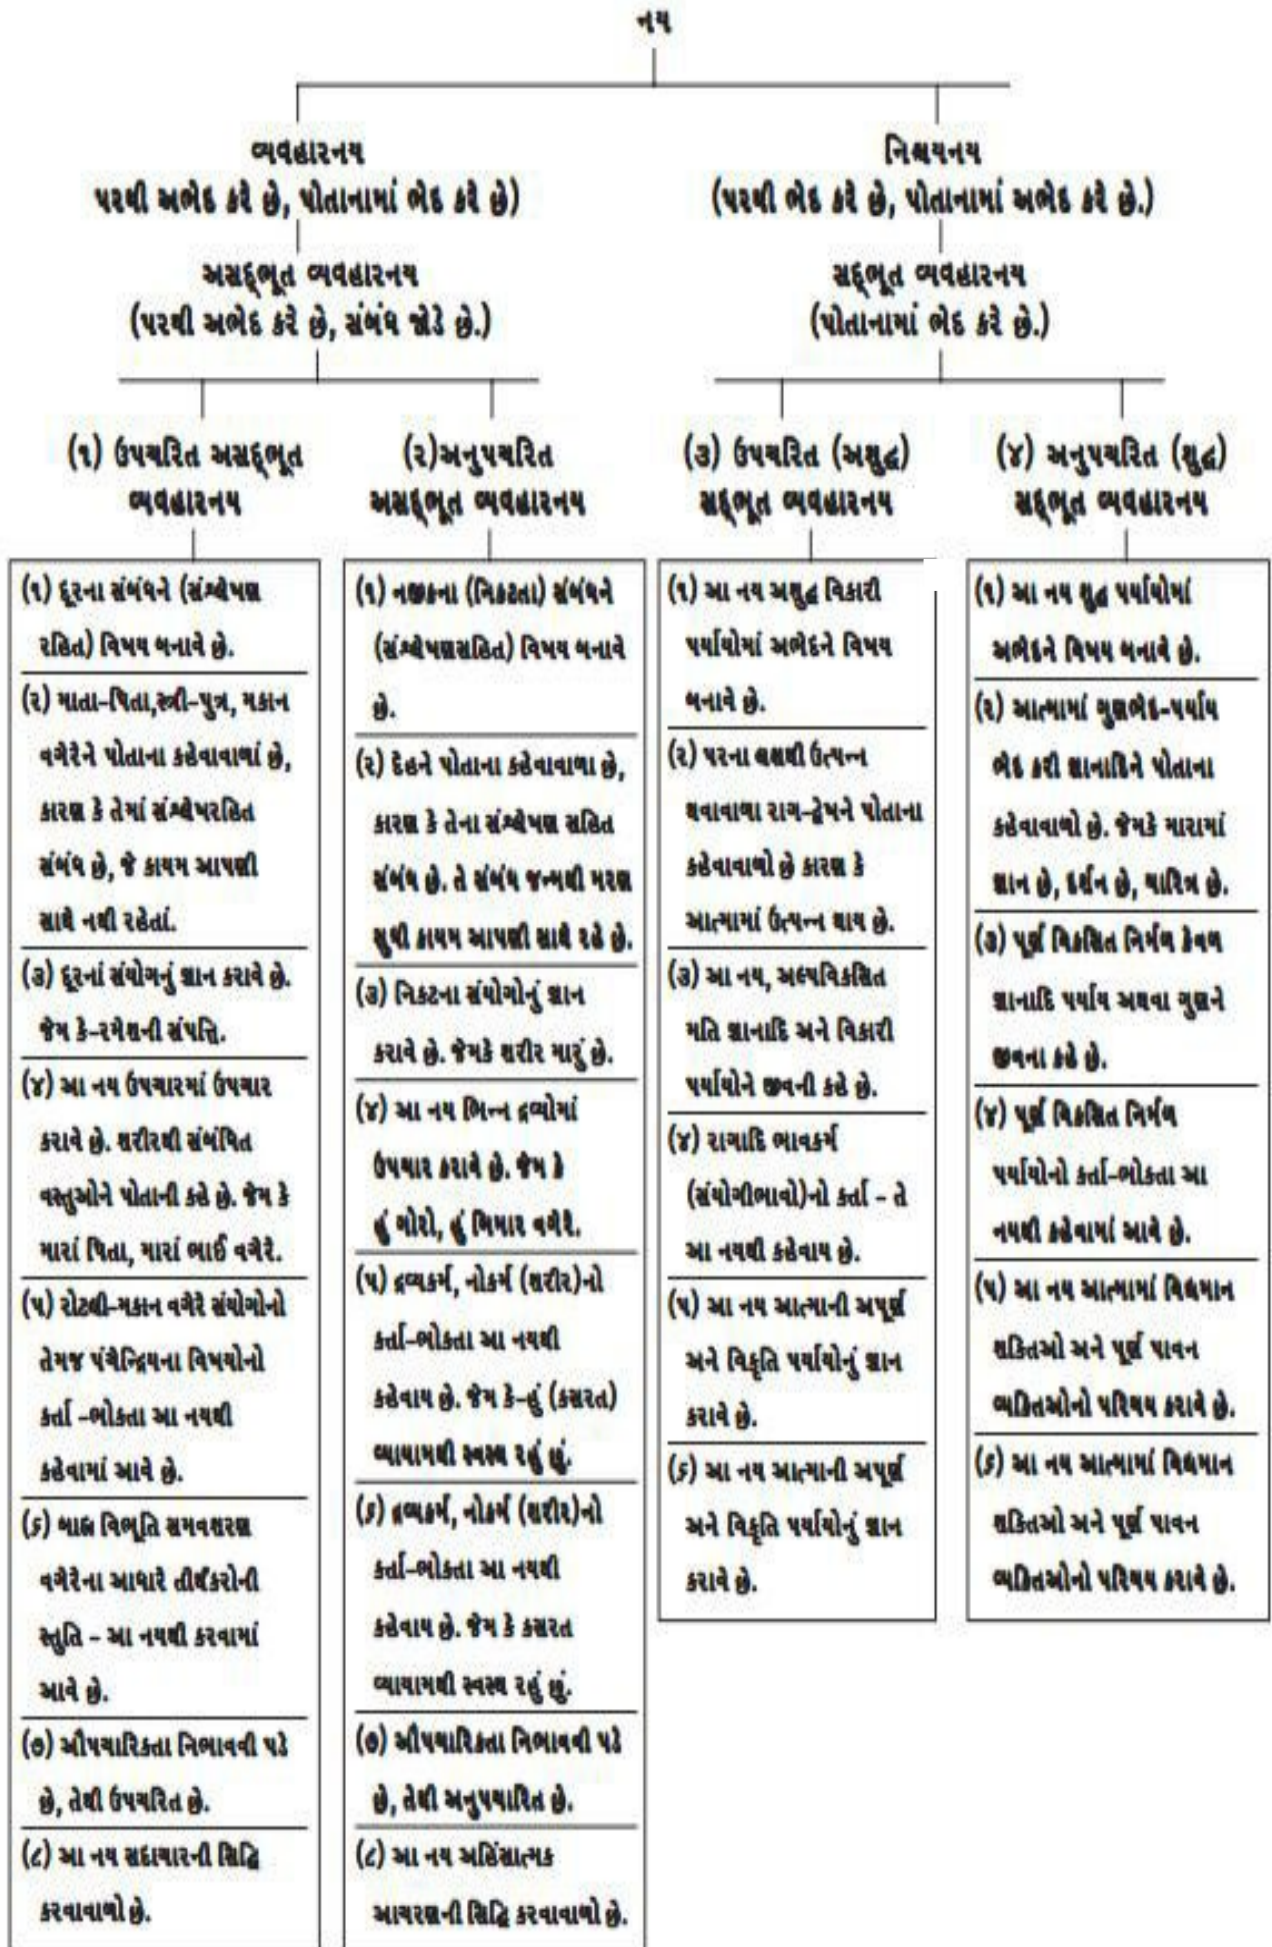 નય
વ્યવહારનય
પરથી અભેદ કરે છે, પોતાનામાં ભેદ કરે છે)
નિશ્ચયનય
(પરથી ભેદ કરે છે, પોતાનામાં અભેદ કરે છે.)
અસદ્દ્ભૂત વ્યવહારનય
(પરથી અભેદ કરે છે, સંબંધ જોડે છે.)
સદ્દ્ભૂત વ્યવહારનય
(પોતાનામાં ભેદ કરે છે.)
(૧) ઉપચરિત અસદ્દ્ભૂત
વ્યવહારનય
(૨)અનુપચરિત
અસદ્દ્ભૂત વ્યવહારનય
(૩) ઉપચરિત (અશુદ્ધ)
સદ્દ્ભૂત વ્યવહારનય
(૪) અનુપચરિત (શુદ્ધ)
સદ્દ્ભૂત વ્યવહારનય
(૧) દૂરના સંબંધને (સંશ્લેષણ
રહિત) વિષય બનાવે છે.
(૨) માતા–પિતા,સ્ત્રી–પુત્ર, મકાન
વગેરેને પોતાના કહેવાવાળાં છે,
કારણ કે તેમાં સંશ્લેષરહિત
સંબંધ છે, જે કાયમ આપણી
સાથે નથી રહેતાં.
(૩) દૂરનાં સંયોગનું જ્ઞાન કરાવે છે.
જેમ કે–રમેશની સંપત્તિ.
(૪) આ નય ઉપચારમાં ઉપચાર
કરાવે છે. શરીરથી સંબંધિત
વસ્તુઓને પોતાની કહે છે. જેમ કે
મારાં પિતા, મારાં ભાઈ વગેરે.
(૫) રોટલી–મકાન વગેરે સંયોગોનો
તેમજ પંચેન્દ્રિયના વિષયોનો
કર્તા –ભોકતા આ નયથી
કહેવામાં આવે છે.
(૬) બાહ્ય વિભૂતિ સમવશરણ
વગેરેના આધારે તીર્થંકરોની
સ્તુતિ – આ નયથી કરવામાં
આવે છે.
(૭) ઔપચારિકતા નિભાવવી પડે
છે, તેથી ઉપચરિત છે.
(૮) આ નય સદાચારની સિદ્ધિ
કરવાવાળો છે.
(૧) નજીકના (નિકટતા) સંબંધને
(સંશ્લેષણસહિત) વિષય બનાવે
છે.
(૨) દેહને પોતાના કહેવાવાળા છે,
કારણ કે તેના સંશ્લેષણ સહિત
સંબંધ છે. તે સંબંધ જન્મથી મરણ
સુધી કાયમ આપણી સાથે રહે છે.
(૩) નિકટના સંયોગોનું જ્ઞાન
કરાવે છે. જેમકે શરીર મારું છે.
(૪) આ નય ભિન્ન દ્રવ્યોમાં
ઉપચાર કરાવે છે. જેમ કે
હું ગોરો, હું બિમાર વગેરે.
(૫) દ્રવ્યકર્મ, નોકર્મ (શરીર)નો
કર્તા–ભોકતા આ નયથી
કહેવાય છે. જેમ કે–હું (કસરત)
વ્યાયામથી સ્વસ્થ રહું છું.
(૬) દ્રવ્યકર્મ, નોકર્મ (શરીર)નો
કર્તા–ભોકતા આ નયથી
કહેવાય છે. જેમ કે કસરત
વ્યાયામથી સ્વસ્થ રહું છું.
(૭) ઔપચારિકતા નિભાવવી પડે
છે, તેથી અનુપચારિત છે.
(૮) આ નય અહિંસાત્મક
આચરણની સિદ્ધિ કરવાવાળો છે.
(૧) આ નય અશુદ્ધ વિકારી
પર્યાયોમાં અભેદને વિષય
બનાવે છે.
(૨) પરના લક્ષથી ઉત્પન્ન
થવાવાળા રાગ–દ્વેષને પોતાના
કહેવાવાળો છે કારણ કે
આત્મામાં ઉત્પન્ન થાય છે.
(૩) આ નય, અલ્પવિકસિત
મતિ જ્ઞાનાદિ અને વિકારી
પર્યાયોને જીવની કહે છે.
(૪) રાગાદિ ભાવકર્મ
(સંયોગીભાવો)નો કર્તા – તે
આ નયથી કહેવાય છે.
(૫) આ નય આત્માની અપૂર્ણ
અને વિકૃતિ પર્યાયોનું જ્ઞાન
કરાવે છે.
(૬) આ નય આત્માની અપૂર્ણ
અને વિકૃતિ પર્યાયોનું જ્ઞાન
કરાવે છે.
(૧) આ નય શુદ્ધ પર્યાયોમાં
અભેદને વિષય બનાવે છે.
(૨) આત્મામાં ગુણભેદ–પર્યાય
ભેદ કરી જ્ઞાનાદિને પોતાના
કહેવાવાળો છે. જેમકે મારામાં
જ્ઞાન છે, દર્શન છે, ચારિત્ર છે.
(૩) પૂર્ણ વિકસિત નિર્મળ કેવળ
જ્ઞાનાદિ પર્યાય અથવા ગુણને
જીવના કહે છે.
(૪) પૂર્ણ વિકસિત નિર્મળ
પર્યાયોનો કર્તા–ભોકતા આ
નયથી કહેવામાં આવે છે.
(૫) આ નય આત્મામાં વિદ્યમાન
શકિતઓ અને પૂર્ણ પાવન
વ્યકિતઓનો પરિચય કરાવે છે.
(૬) આ નય આત્મામાં વિદ્યમાન
શકિતઓ અને પૂર્ણ પાવન
વ્યકિતઓનો પરિચય કરાવે છે.